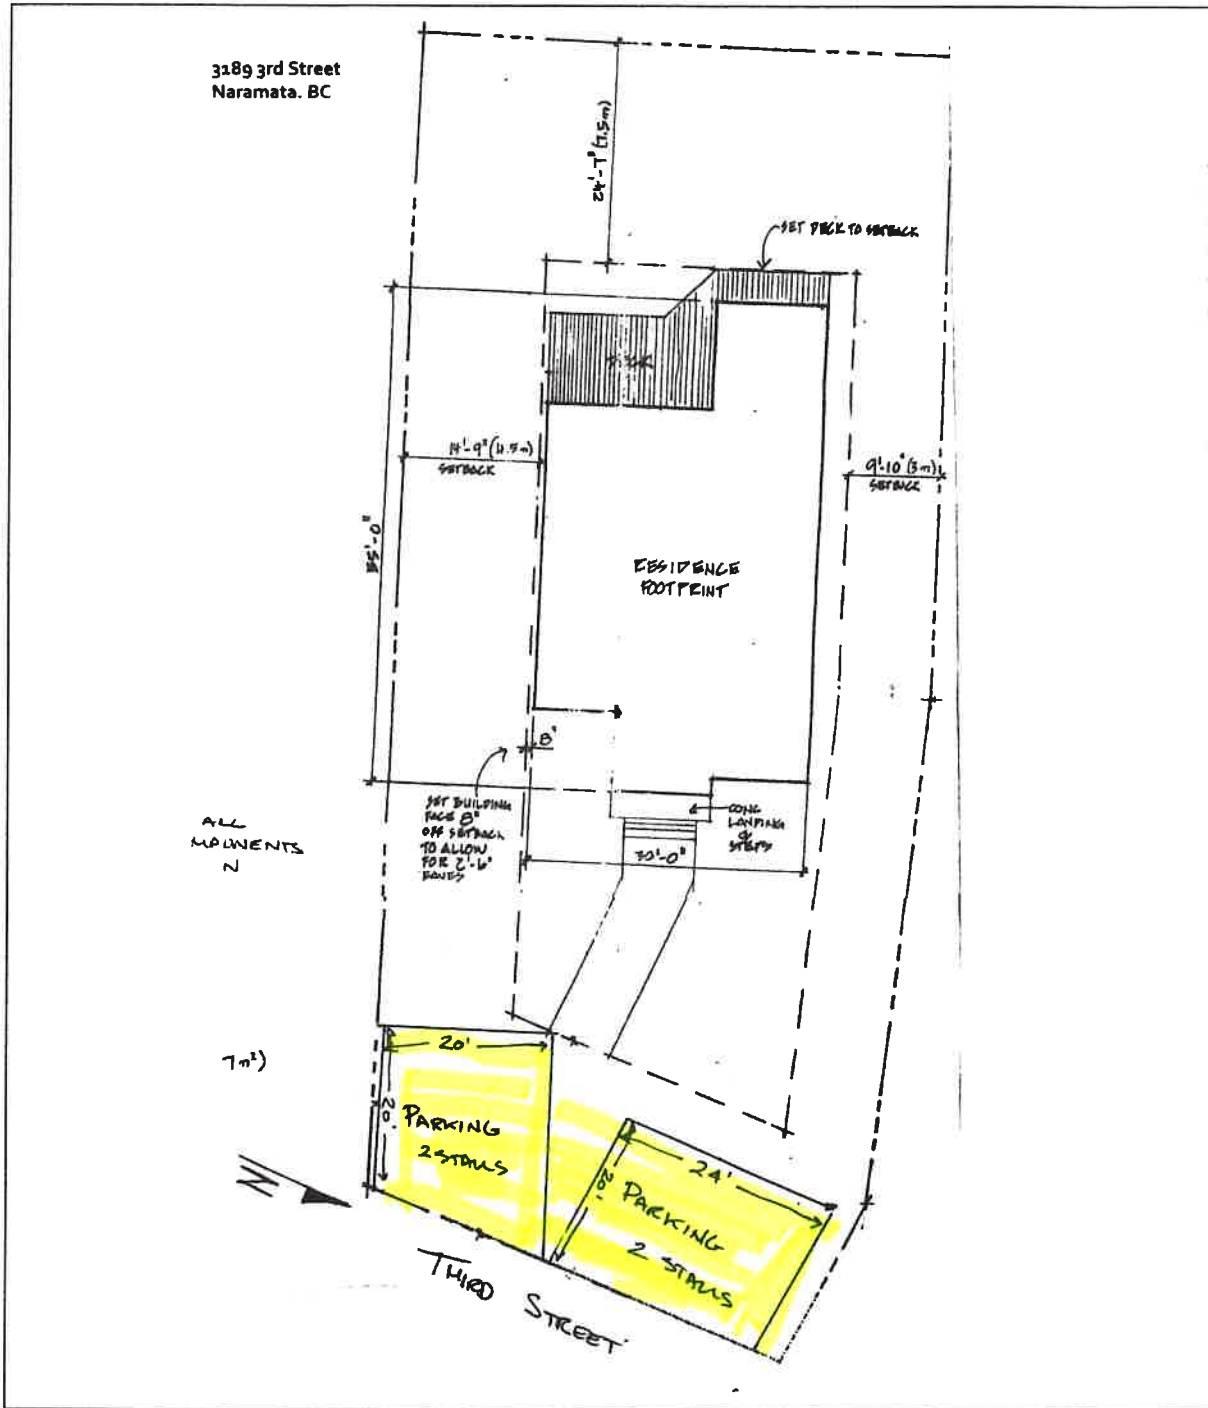 3189 3rd Street
Naramata. BC
24'-7" (7.5m)
SET DECK TO SETBACK
14'-9" (4.5m)
SETBACK
9'-10" (3m)
SETBACK
55'-0"
RESIDENCE
FOOTPRINT
8"
SET BUILDING
FACE 8"
OFF SETBACK
TO ALLOW
FOR 2'-6"
EAVES
CONC
LANDING
&
STEPS
30'-0"
ALL
N
7m²)
20'
20'
PARKING
2 STALLS
24'
20'
PARKING
2 STALLS
N
THIRD STREET